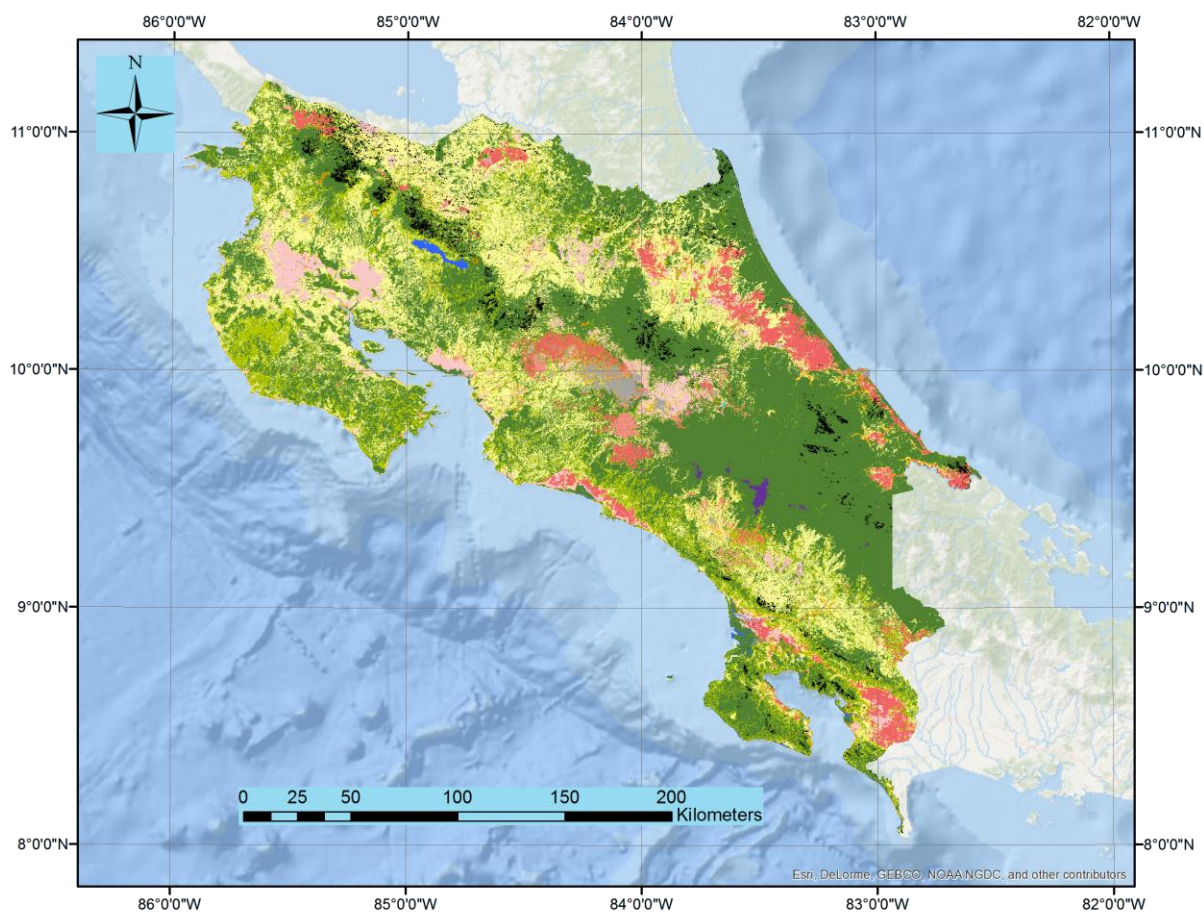 86°0'0"W 85°0'0"W 84°0'0"W 83°0'0"W 82°0'0"W
N
11°0'0"N 11°0'0"N
10°0'0"N 10°0'0"N
9°0'0"N 9°0'0"N
0 25 50 100 150 200
Kilometers
8°0'0"N 8°0'0"N
Esri, DeLorme, GEBCO, NOAA NGDC, and other contributors
86°0'0"W 85°0'0"W 84°0'0"W 83°0'0"W 82°0'0"W